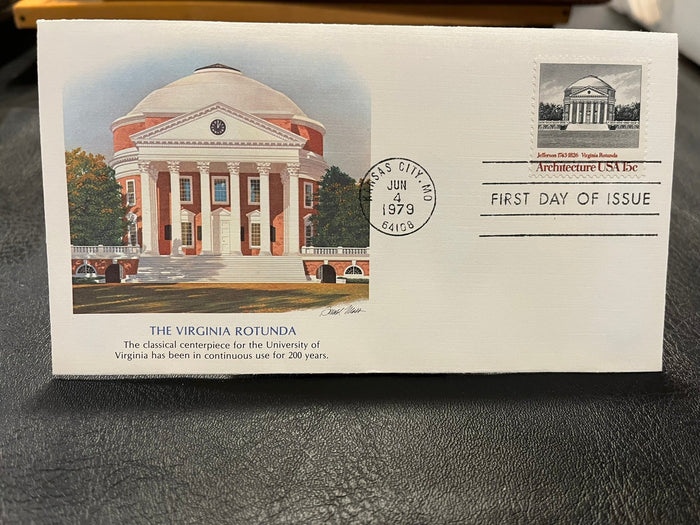 THE VIRGINIA ROTUNDA
The classical centerpiece for the University of
Virginia has been in continuous use for 200 years.
KANSAS CITY, MO
JUN
4
1979
64108
Jefferson 1743-1826 Virginia Rotunda
Architecture USA 15c
FIRST DAY OF ISSUE